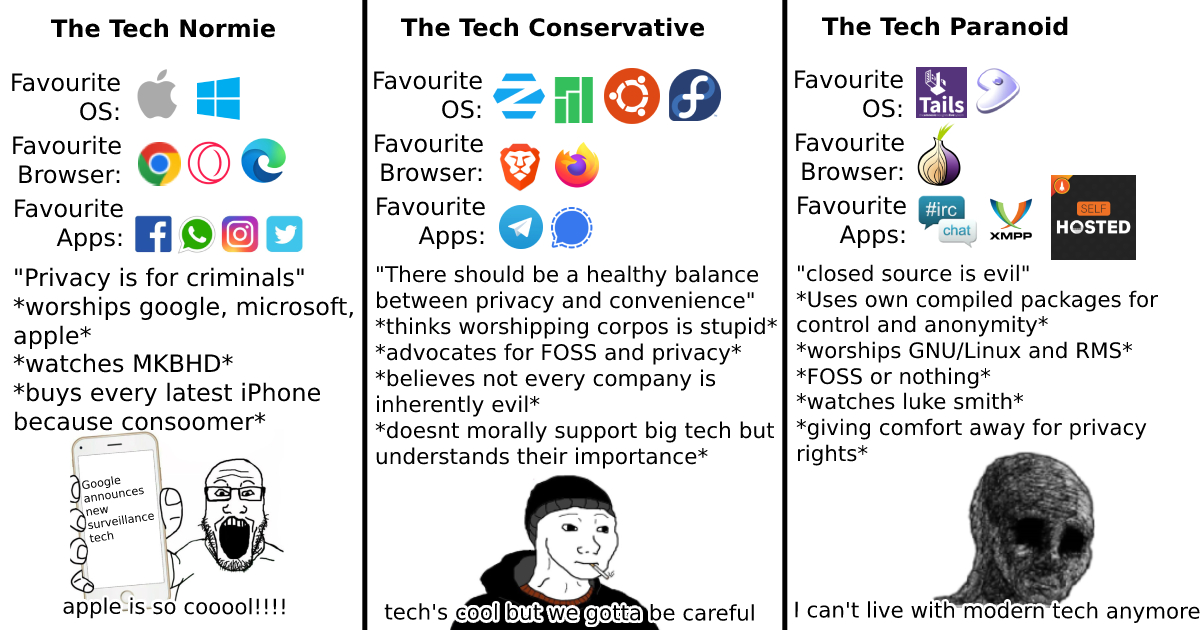 The Tech Normie
Favourite
OS:
Favourite
Browser:
Favourite
Apps:
"Privacy is for criminals"
*worships google, microsoft,
apple*
*watches MKBHD*
*buys every latest iPhone
because consoomer*
Google
announces
new
surveillance
tech
apple is so cooool!!!!
The Tech Conservative
Favourite
OS:
Favourite
Browser:
Favourite
Apps:
"There should be a healthy balance
between privacy and convenience"
*thinks worshipping corpos is stupid*
*advocates for FOSS and privacy*
*believes not every company is
inherently evil*
*doesnt morally support big tech but
understands their importance*
tech's cool but we gotta be careful
The Tech Paranoid
Favourite
OS:
Tails
Favourite
Browser:
Favourite
Apps:
#irc
chat
XMPP
SELF
HOSTED
"closed source is evil"
*Uses own compiled packages for
control and anonymity*
*worships GNU/Linux and RMS*
*FOSS or nothing*
*watches luke smith*
*giving comfort away for privacy
rights*
I can't live with modern tech anymore